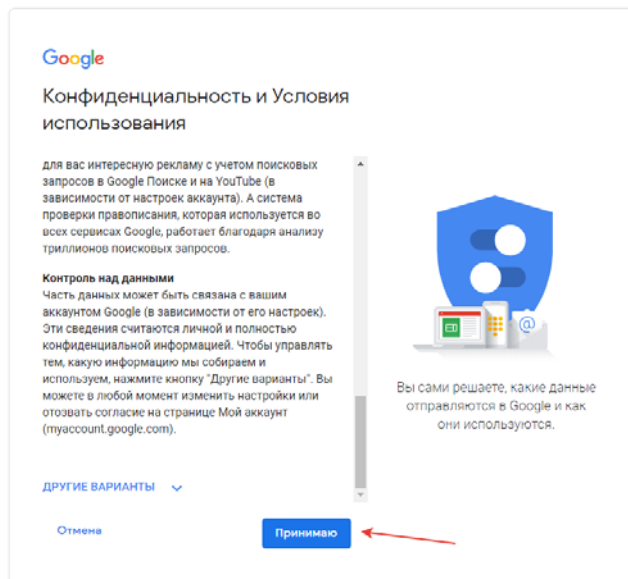 Google
Конфиденциальность и Условия
использования
для вас интересную рекламу с учетом поисковых
запросов в Google Поиске и на YouTube (в
зависимости от настроек аккаунта). А система
проверки правописания, которая используется во
всех сервисах Google, работает благодаря анализу
триллионов поисковых запросов.
Контроль над данными
Часть данных может быть связана с вашим
аккаунтом Google (в зависимости от его настроек).
Эти сведения считаются личной и полностью
конфиденциальной информацией. Чтобы управлять
тем, какую информацию мы собираем и
используем, нажмите кнопку "Другие варианты". Вы
можете в любой момент изменить настройки или
отозвать согласие на странице Мой аккаунт
(myaccount.google.com).
@
Вы сами решаете, какие данные
отправляются в Google и как
они используются.
ДРУГИЕ ВАРИАНТЫ
Отмена
Принимаю